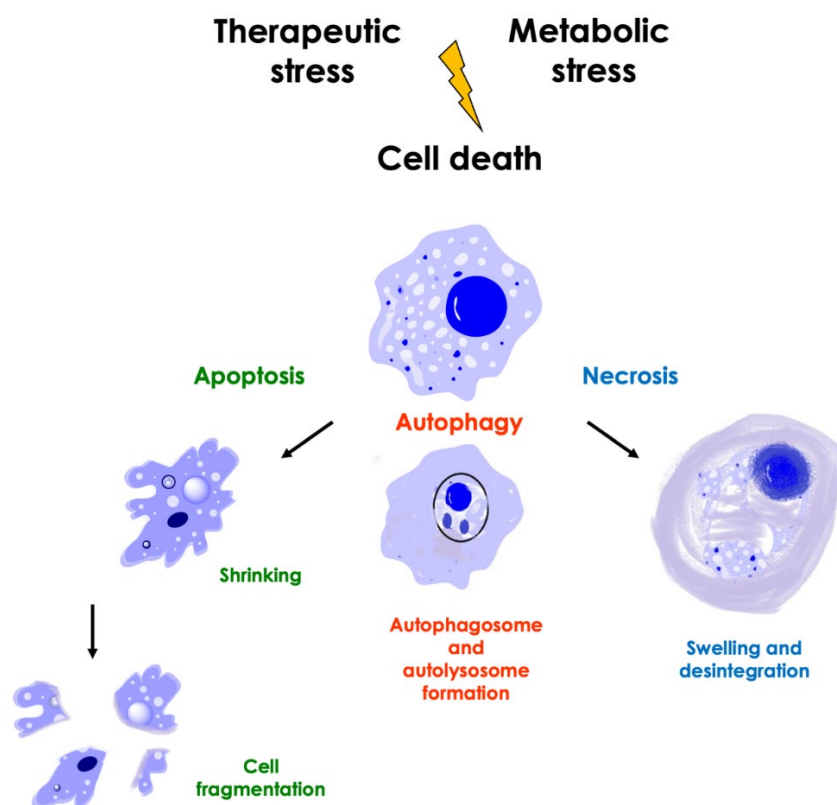 Therapeutic
stress
Metabolic
stress
Cell death
Apoptosis
Necrosis
Autophagy
Shrinking
Autophagosome
and
autolysosome
formation
Swelling and
desintegration
Cell
fragmentation